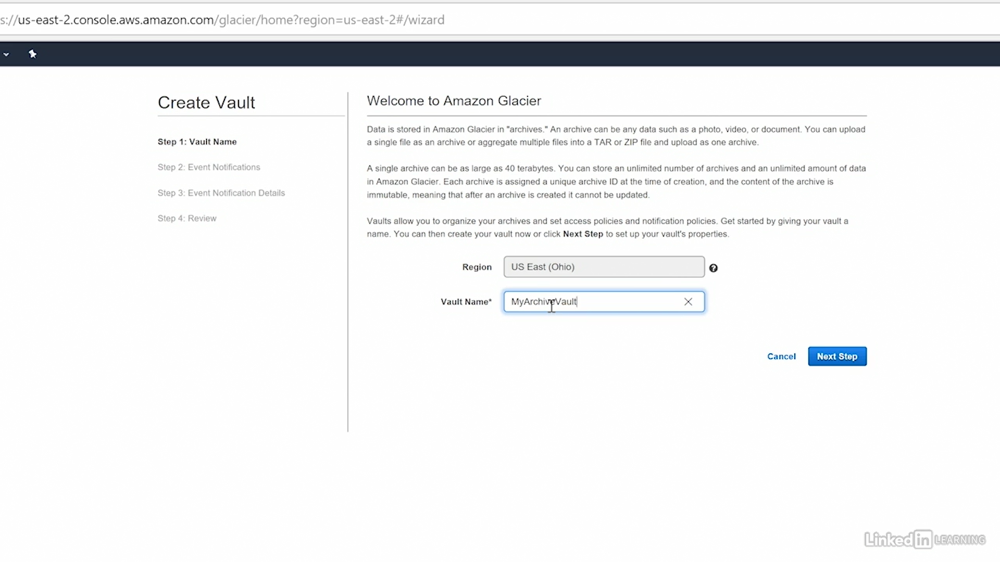 s://us-east-2.console.aws.amazon.com/glacier/home?region=us-east-2#/wizard
Create Vault
Step 1: Vault Name
Step 2: Event Notifications
Step 3: Event Notification Details
Step 4: Review
Welcome to Amazon Glacier
Data is stored in Amazon Glacier in "archives." An archive can be any data such as a photo, video, or document. You can upload
a single file as an archive or aggregate multiple files into a TAR or ZIP file and upload as one archive.
A single archive can be as large as 40 terabytes. You can store an unlimited number of archives and an unlimited amount of data
in Amazon Glacier. Each archive is assigned a unique archive ID at the time of creation, and the content of the archive is
immutable, meaning that after an archive is created it cannot be updated.
Vaults allow you to organize your archives and set access policies and notification policies. Get started by giving your vault a
name. You can then create your vault now or click Next Step to set up your vault's properties.
Region US East (Ohio)
Vault Name* MyArchiveVault
Cancel Next Step
LinkedIn LEARNING